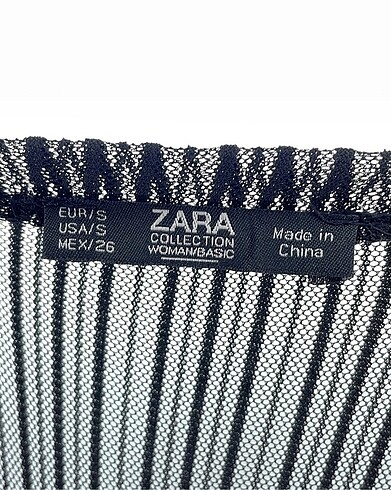 EUR/S
USA/S
MEX/26
ZARA
COLLECTION
WOMAN/BASIC
Made in
China